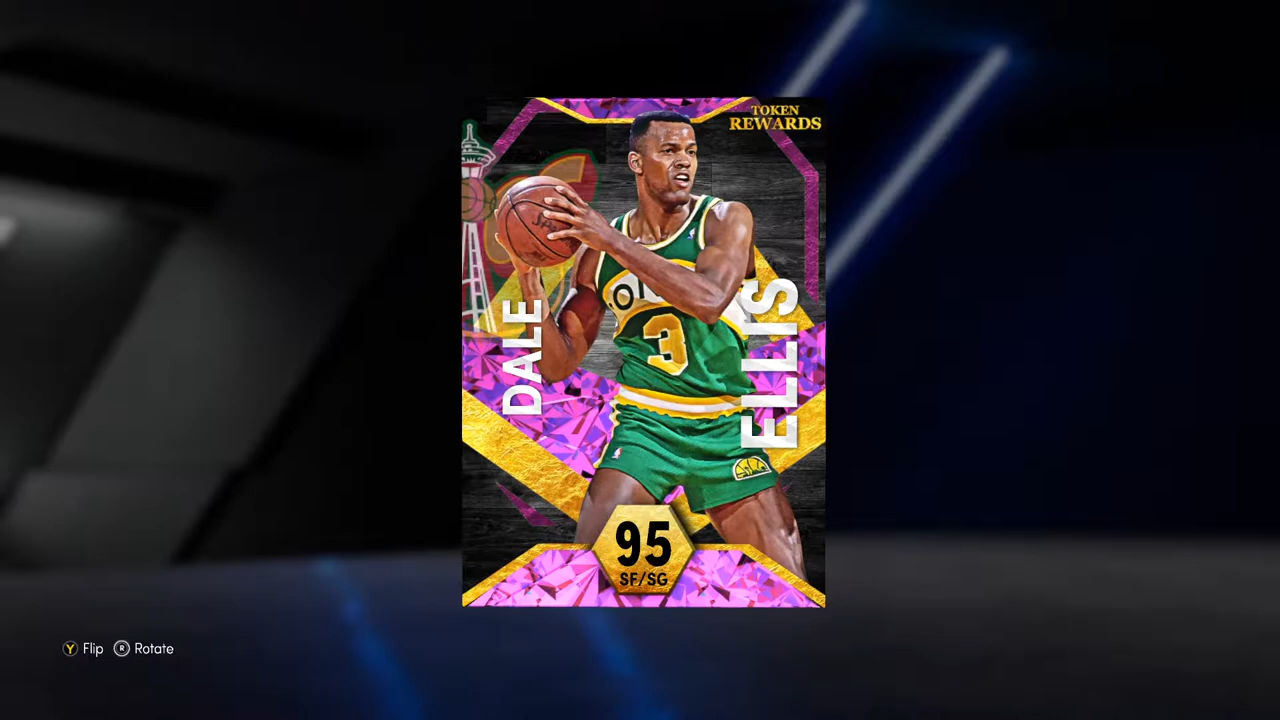 TOKEN
REWARDS
DALE
ELLIS
3
95
SF/SG
Y Flip R Rotate